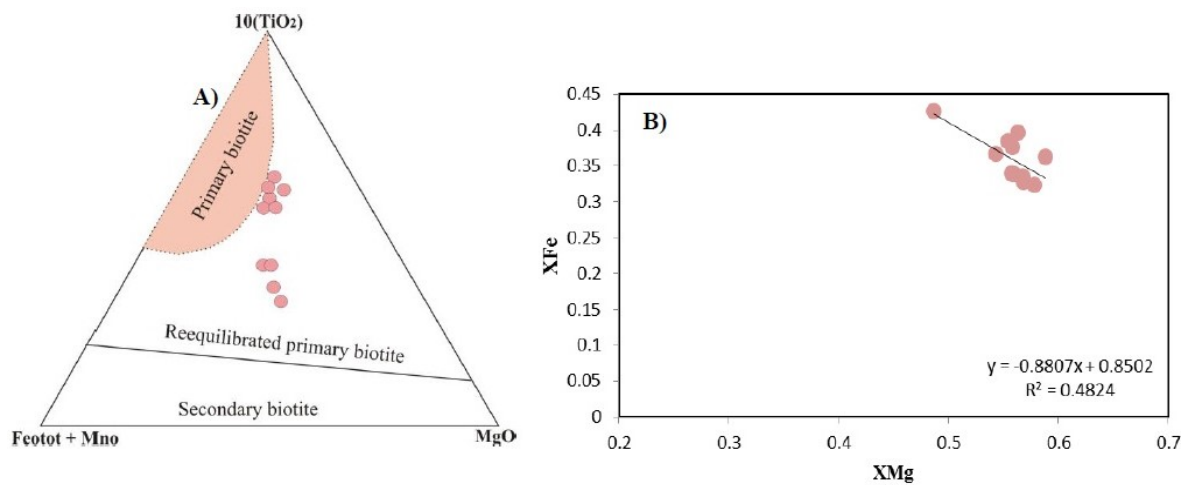 10(TiO₂)
A)
Primary biotite
Reequilibrated primary biotite
Secondary biotite
Feotot + Mno
MgO
B)
0.45
0.4
0.35
0.3
0.25
0.2
0.15
0.1
0.05
0
XFe
y = -0.8807x + 0.8502
R² = 0.4824
0.2 0.3 0.4 0.5 0.6 0.7
XMg